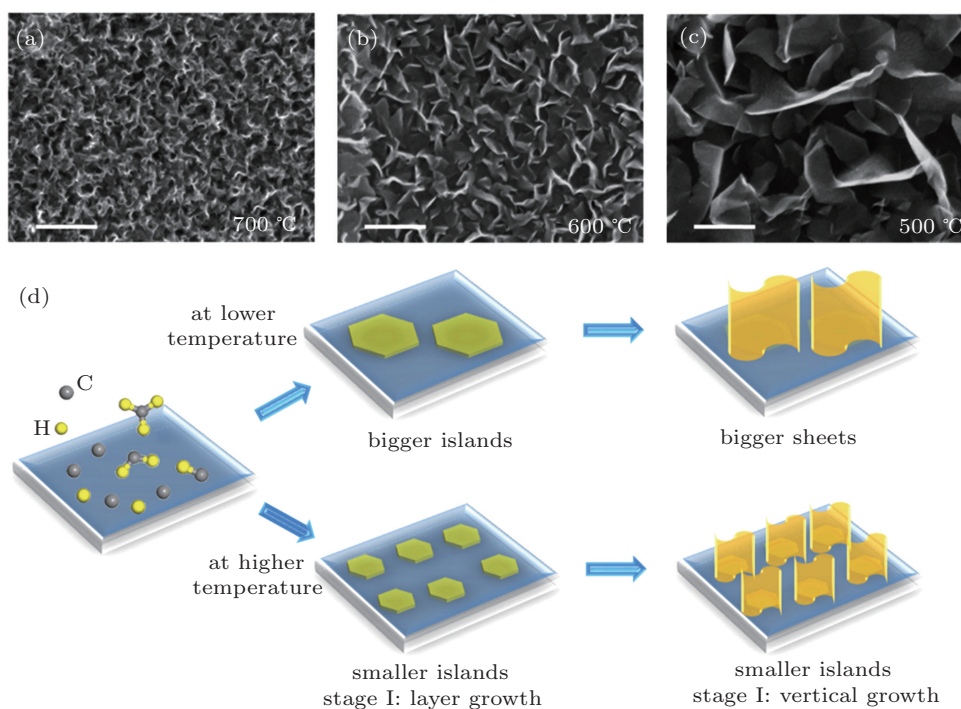 (a)
700 °C
(b)
600 °C
(c)
500 °C
(d)
C
H
at lower
temperature
bigger islands
bigger sheets
at higher
temperature
smaller islands
stage I: layer growth
smaller islands
stage I: vertical growth